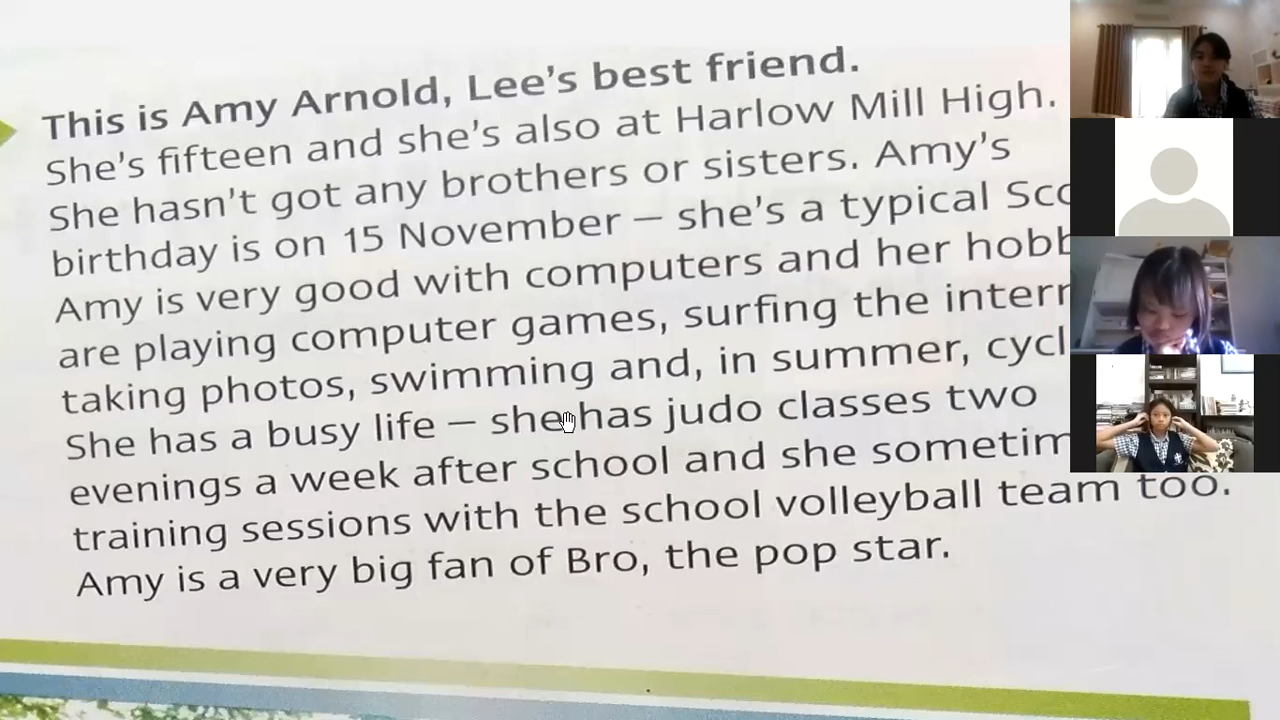 This is Amy Arnold, Lee's best friend.
She's fifteen and she's also at Harlow Mill High.
She hasn't got any brothers or sisters. Amy's
birthday is on 15 November – she's a typical
Amy is very good with computers and her
are playing computer games, surfing the
taking photos, swimming and, in summer,
She has a busy life – she has judo classes two
evenings a week after school and she
training sessions with the school volleyball team too.
Amy is a very big fan of Bro, the pop star.